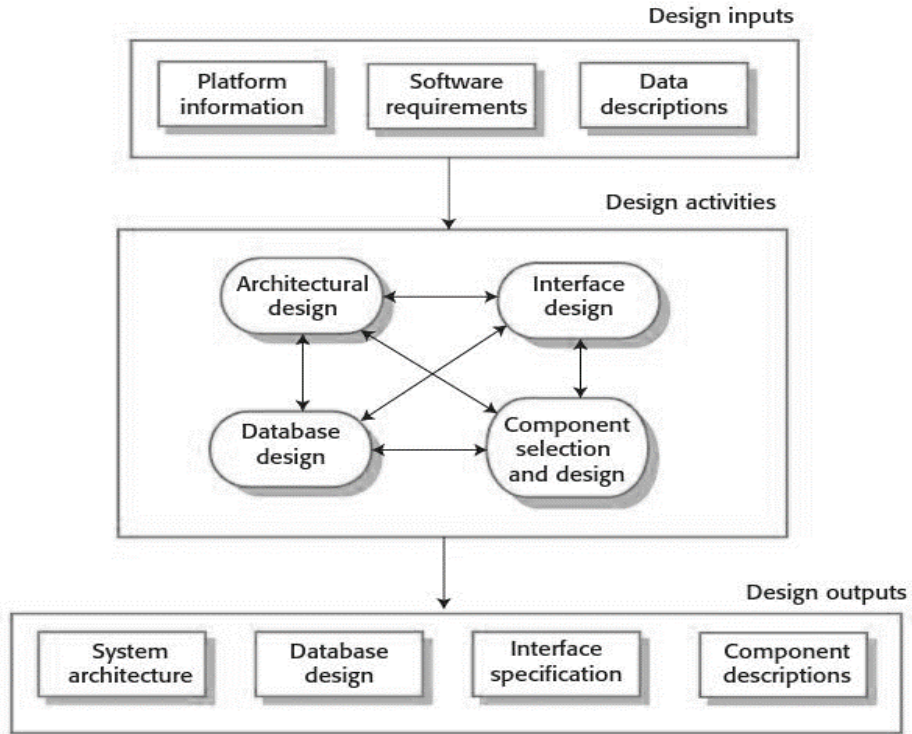 Design inputs
Platform
information
Software
requirements
Data
descriptions
Design activities
Architectural
design
Interface
design
Database
design
Component
selection
and design
Design outputs
System
architecture
Database
design
Interface
specification
Component
descriptions